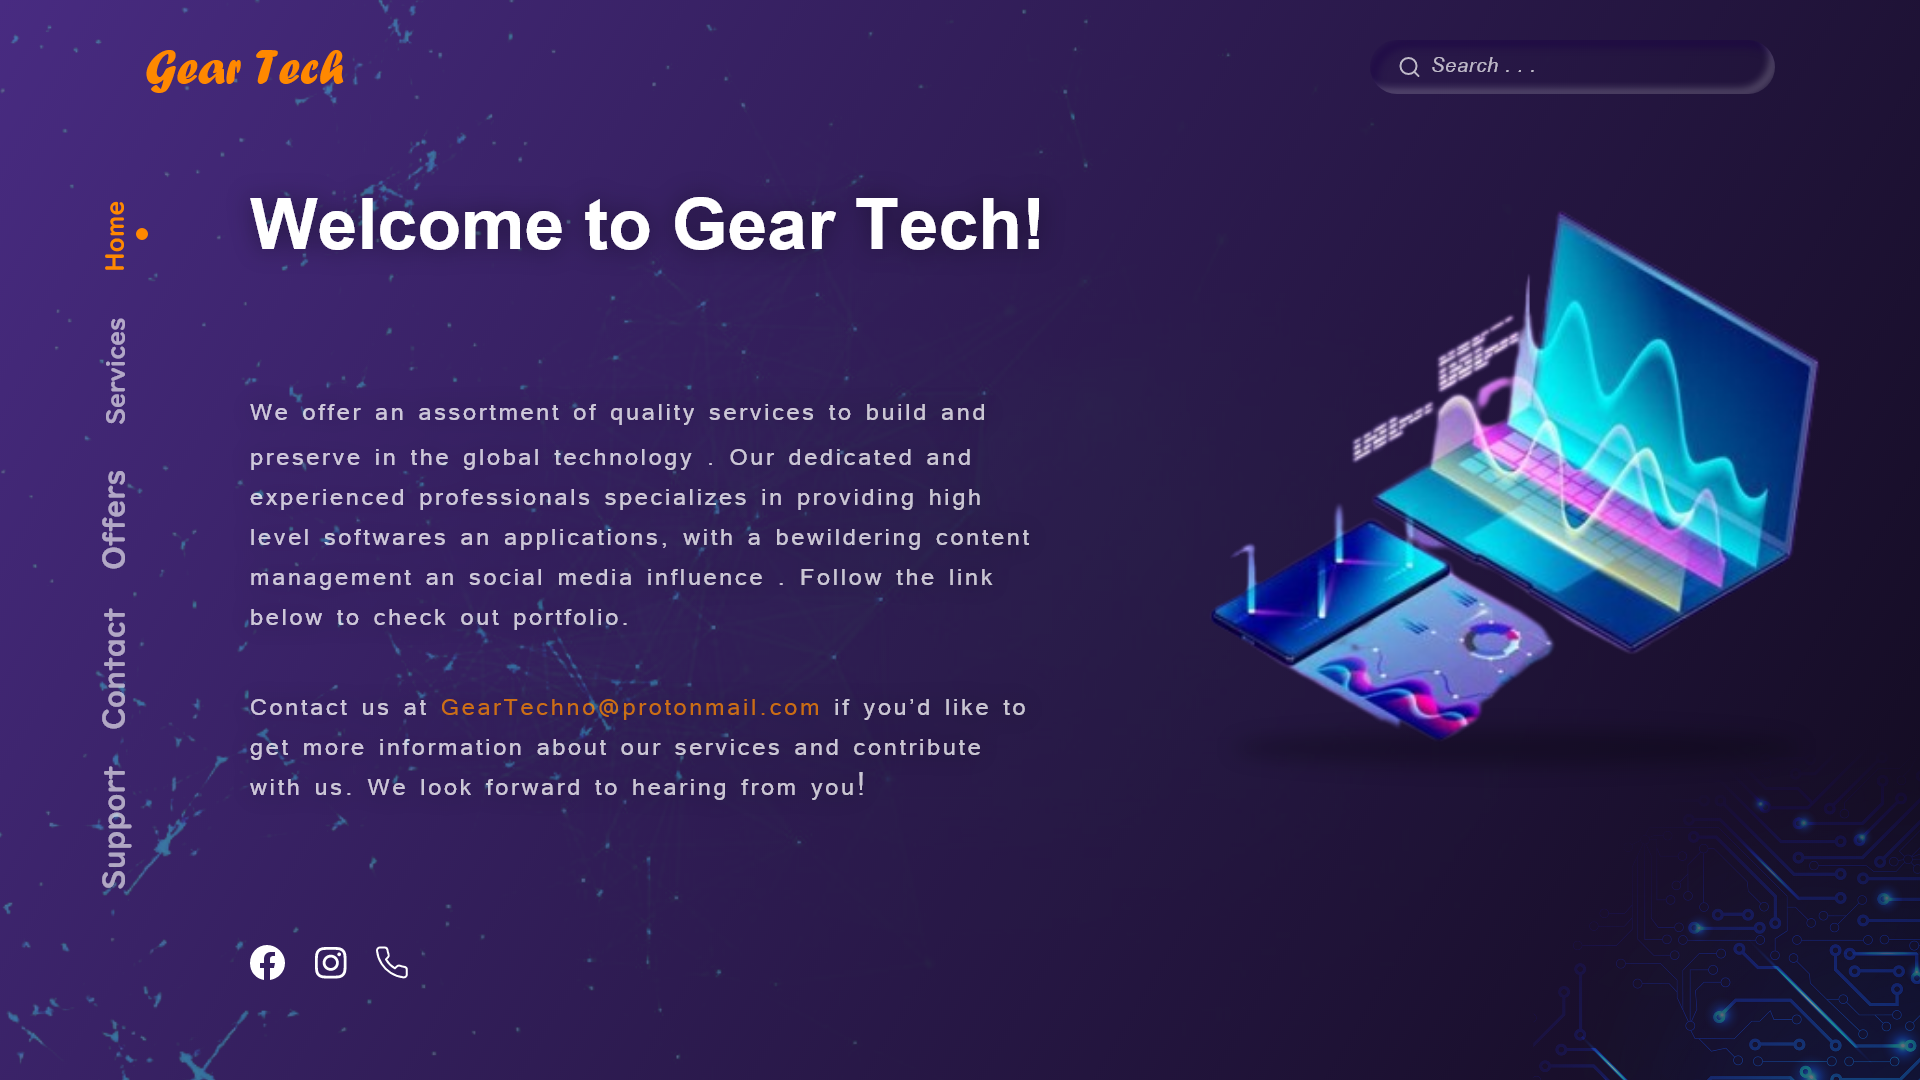 Gear Tech
Search . . .
Home
Services
Offers
Contact
Support
Welcome to Gear Tech!
We offer an assortment of quality services to build and
preserve in the global technology . Our dedicated and
experienced professionals specializes in providing high
level softwares an applications, with a bewildering content
management an social media influence . Follow the link
below to check out portfolio.
Contact us at GearTechno@protonmail.com if you’d like to
get more information about our services and contribute
with us. We look forward to hearing from you!